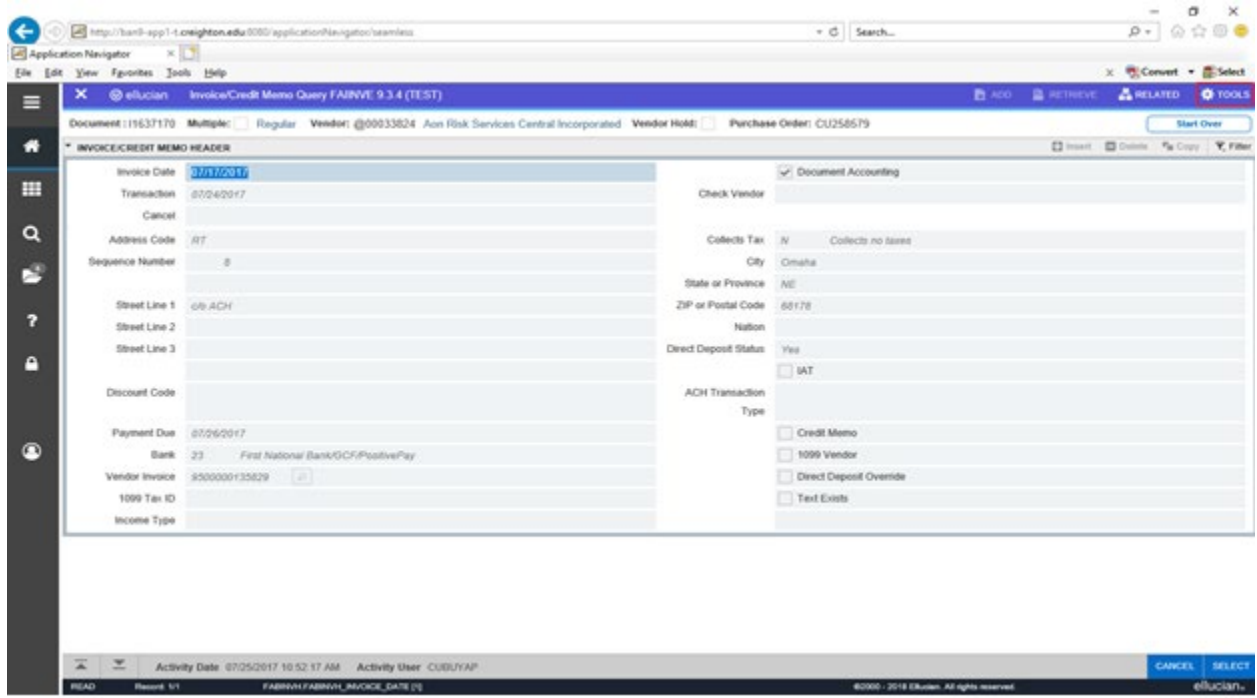 http://ban9-app1-t.creighton.edu:8080/applicationNavigator/seamless
Search...
Application Navigator
File Edit View Favorites Tools Help
Convert Select
ellucian Invoice/Credit Memo Query FAIINVE 9.3.4 (TEST) ADD RETRIEVE RELATED TOOLS
Document: I1637170 Multiple: Regular Vendor: @00033824 Aon Risk Services Central Incorporated Vendor Hold: Purchase Order: CU258579 Start Over
INVOICE/CREDIT MEMO HEADER Insert Delete Copy Filter
Invoice Date 07/17/2017 Document Accounting
Transaction 07/24/2017 Check Vendor
Cancel
Address Code RT Collects Tax N Collects no taxes
Sequence Number 8 City Omaha
State or Province NE
Street Line 1 c/o ACH ZIP or Postal Code 68178
Street Line 2 Nation
Street Line 3 Direct Deposit Status Yes
IAT
Discount Code ACH Transaction
Type
Payment Due 07/26/2017 Credit Memo
Bank 23 First National Bank/GCF/PositivePay 1099 Vendor
Vendor Invoice 9500000135829 Direct Deposit Override
1099 Tax ID Text Exists
Income Type
Activity Date 07/25/2017 10:52:17 AM Activity User CUBUYAP CANCEL SELECT
READ Record: 1/1 FABINVH.FABINVH_INVOICE_DATE [1] ©2000 - 2018 Ellucian. All rights reserved. ellucian